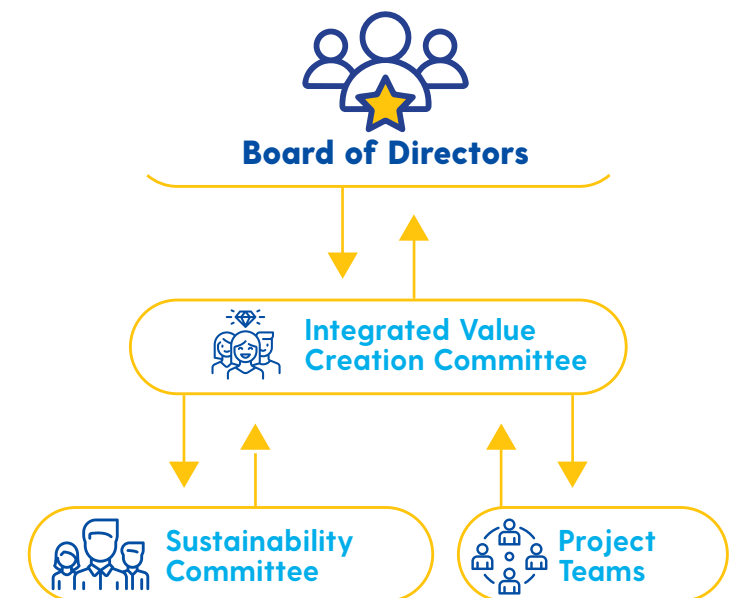 Board of Directors
Integrated Value
Creation Committee
Sustainability
Committee
Project
Teams